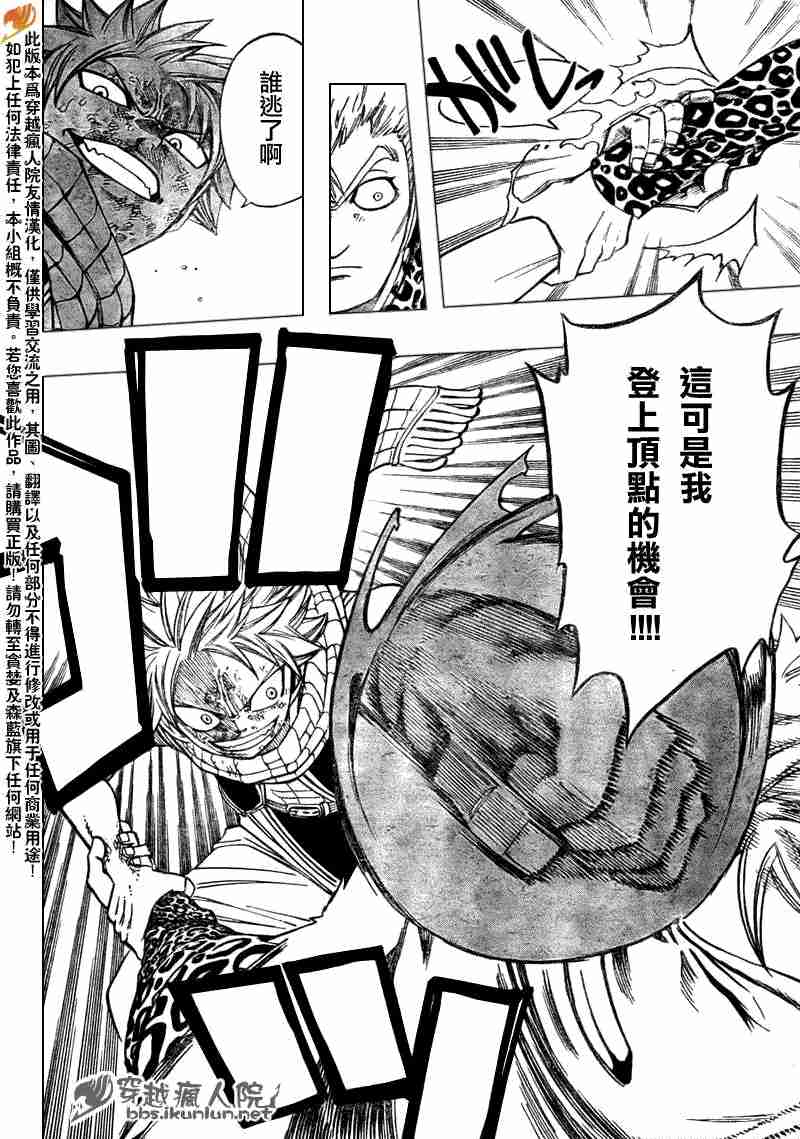 誰逃了啊
這可是我
登上頂點的機會!!!!
此版本爲穿越瘋人院友情漢化，僅供學習交流之用，其圖、翻譯以及任何部分不得進行修改或用于任何商業用途！
如犯上任何法律責任，本小組概不負責。若您喜歡此作品，請購買正版！請勿轉至貪婪及森藍旗下任何網站！
穿越瘋人院
bbs.ikunlun.net